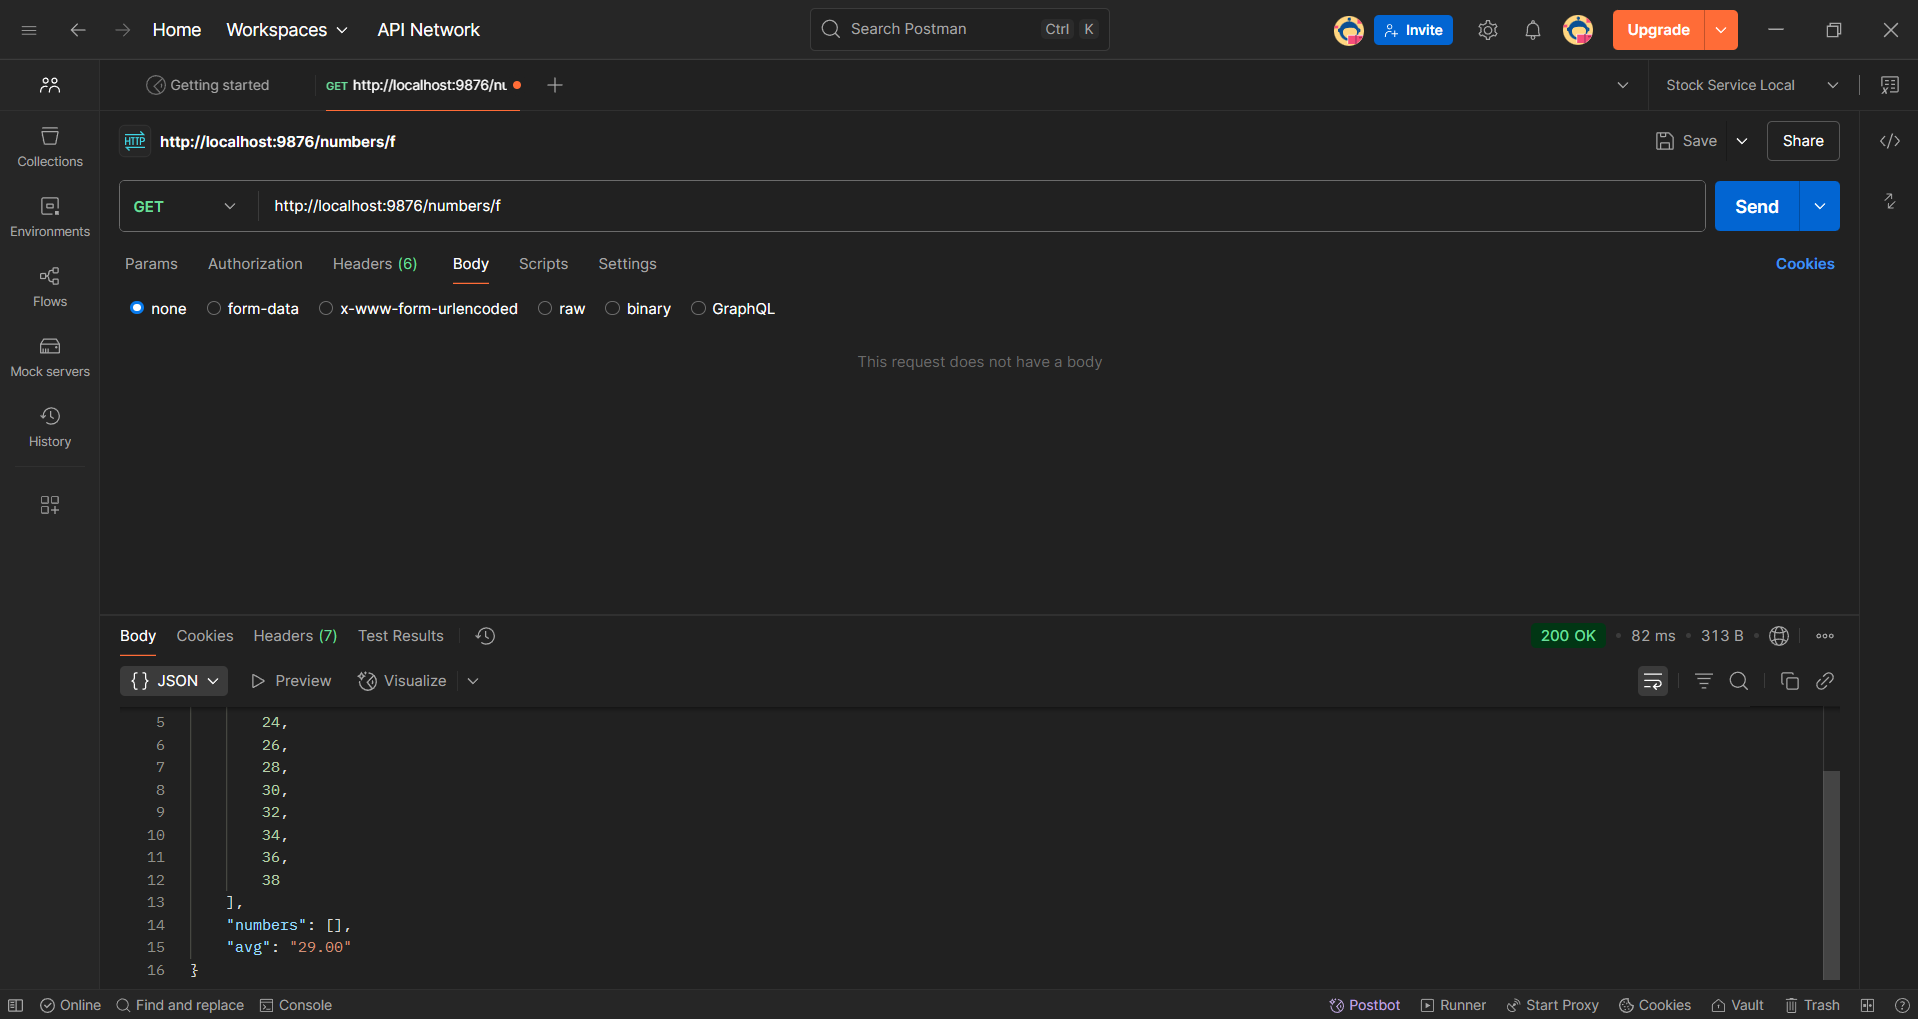 Home Workspaces API Network Search Postman Ctrl K Invite Upgrade
Getting started GET http://localhost:9876/nu Stock Service Local
HTTP http://localhost:9876/numbers/f Save Share
Collections
GET http://localhost:9876/numbers/f Send
Environments
Params Authorization Headers (6) Body Scripts Settings Cookies
none form-data x-www-form-urlencoded raw binary GraphQL
Flows
This request does not have a body
Mock servers
History
Body Cookies Headers (7) Test Results 200 OK • 82 ms • 313 B •
{} JSON Preview Visualize
5 24,
6 26,
7 28,
8 30,
9 32,
10 34,
11 36,
12 38
13 ],
14 "numbers": [],
15 "avg": "29.00"
16 }
Online Find and replace Console Postbot Runner Start Proxy Cookies Vault Trash